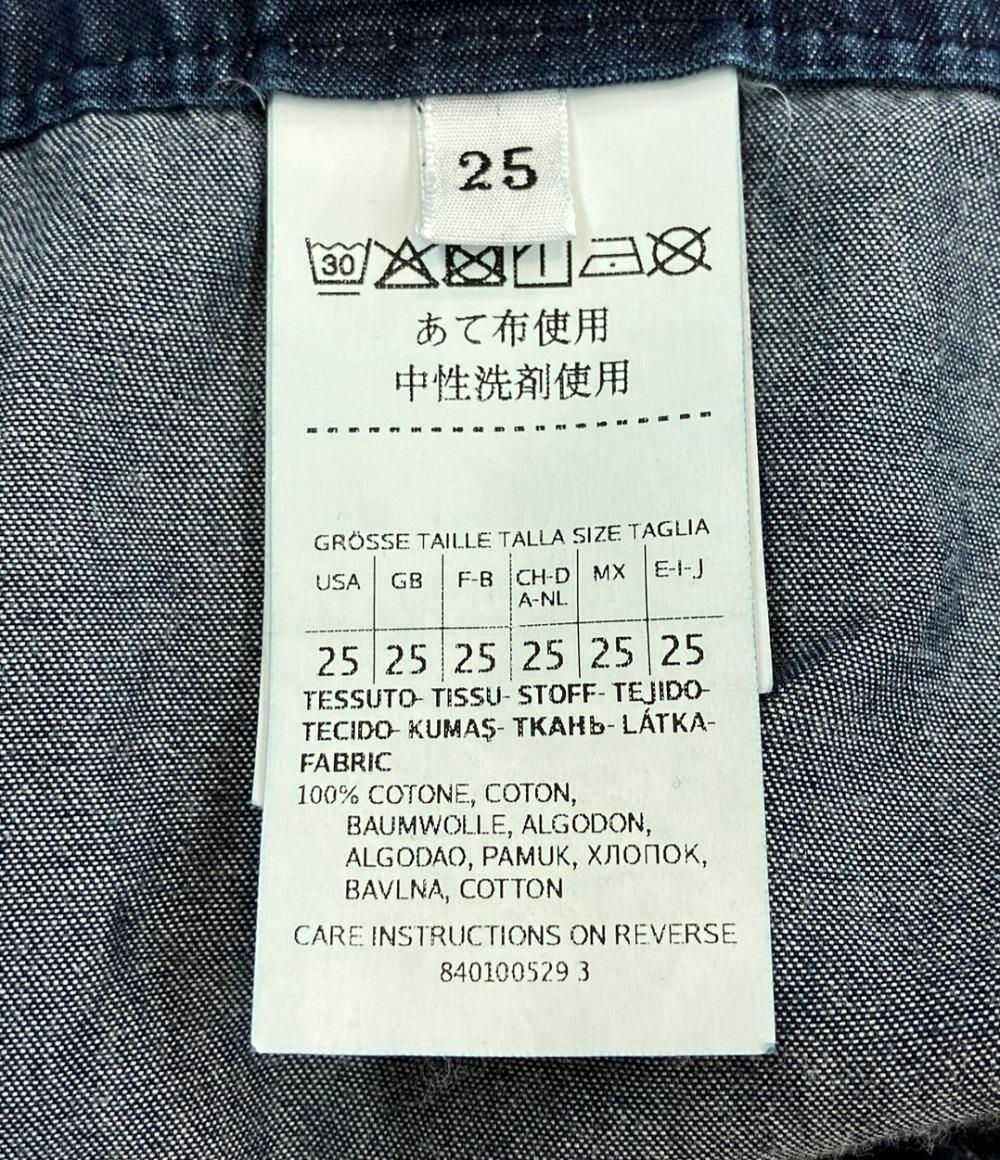 25
30
あて布使用
中性洗剤使用
GRÖSSE TAILLE TALLA SIZE TAGLIA
USA GB F-B CH-D A-NL MX E-I-J
25 25 25 25 25 25
TESSUTO- TISSU- STOFF- TEJIDO-
TECIDO- KUMAŞ- ТКАНЬ- LÁTKA-
FABRIC
100% COTONE, COTON,
BAUMWOLLE, ALGODON,
ALGODAO, PAMUK, ХЛОПОК,
BAVLNA, COTTON
CARE INSTRUCTIONS ON REVERSE
840100529 3